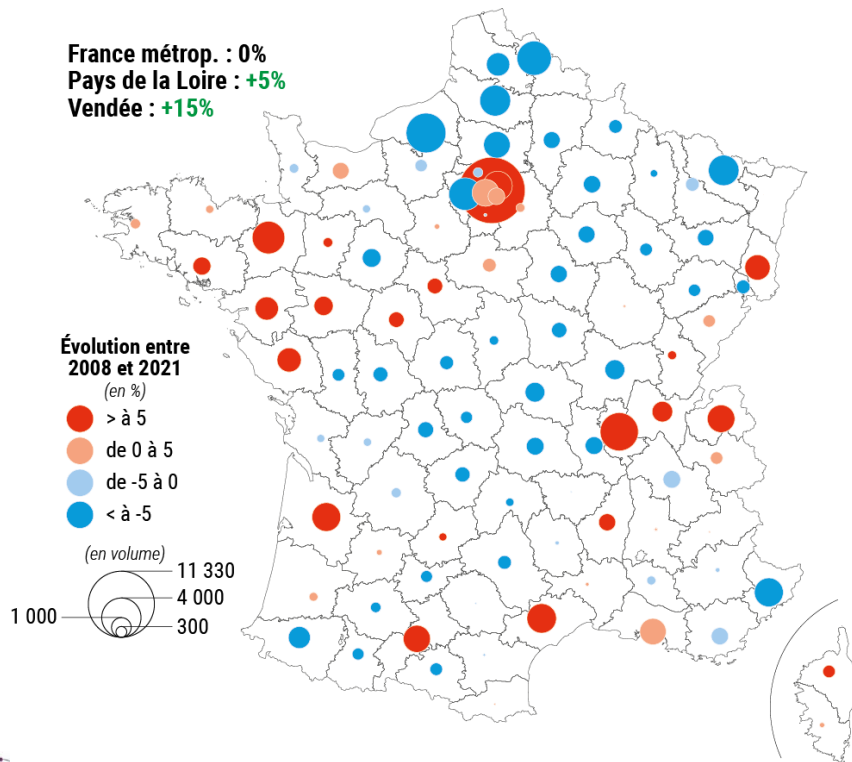 France métrop. : 0%
Pays de la Loire : +5%
Vendée : +15%
Évolution entre
2008 et 2021
(en %)
> à 5
de 0 à 5
de -5 à 0
< à -5
(en volume)
11 330
4 000
1 000
300